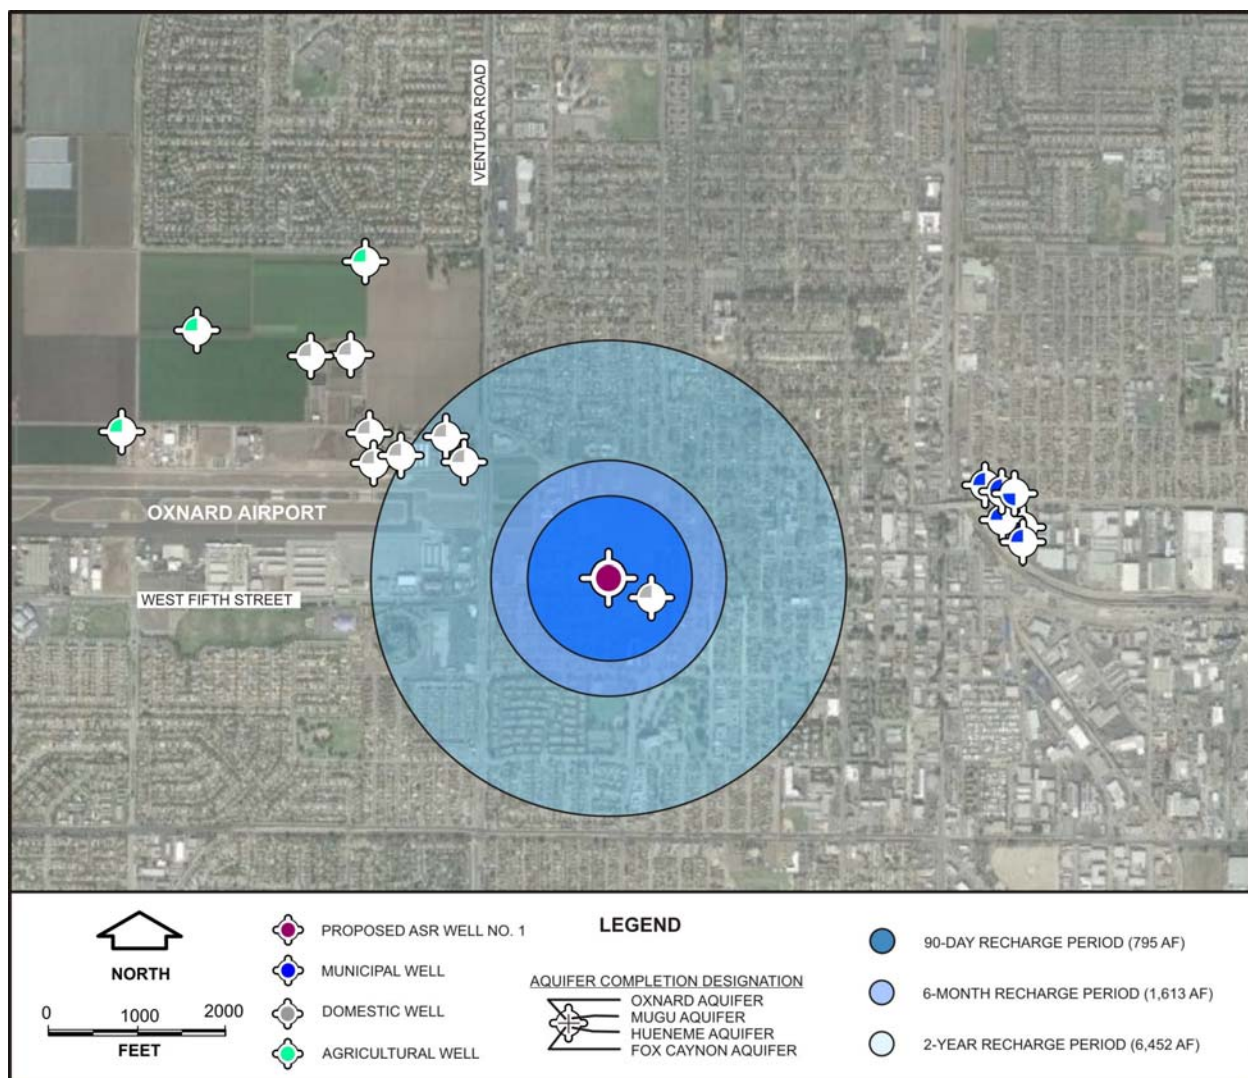 VENTURA ROAD
OXNARD AIRPORT
WEST FIFTH STREET
NORTH
0 1000 2000
FEET
PROPOSED ASR WELL NO. 1
MUNICIPAL WELL
DOMESTIC WELL
AGRICULTURAL WELL
LEGEND
AQUIFER COMPLETION DESIGNATION
OXNARD AQUIFER
MUGU AQUIFER
HUENEME AQUIFER
FOX CAYNON AQUIFER
90-DAY RECHARGE PERIOD (795 AF)
6-MONTH RECHARGE PERIOD (1,613 AF)
2-YEAR RECHARGE PERIOD (6,452 AF)